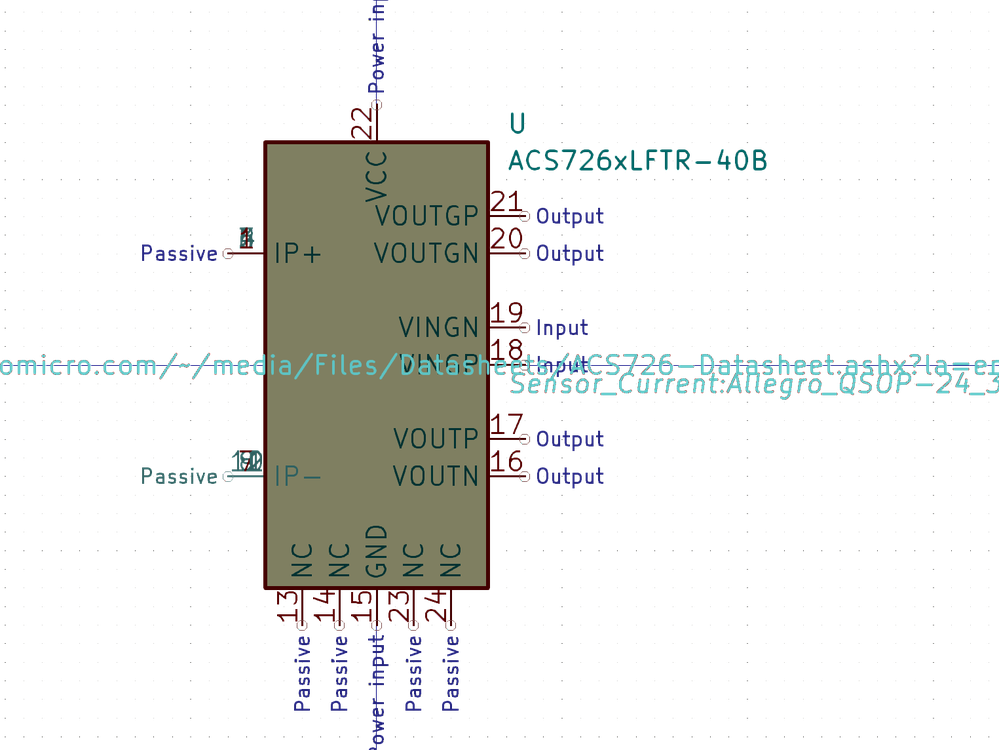 Power in
22
U
ACS726xLFTR-40B
VCC
21
VOUTGP
Output
20
Passive
1
IP+
VOUTGN
Output
19
VINGN
Input
18
VINGP
Input
omicro.com/~/media/Files/Datasheets/ACS726-Datasheet.ashx?la=en
Sensor_Current:Allegro_QSOP-24_3
17
VOUTP
Output
16
Passive
IP-
VOUTN
Output
NC
NC
GND
NC
NC
13
14
15
23
24
Passive
Passive
Power input
Passive
Passive